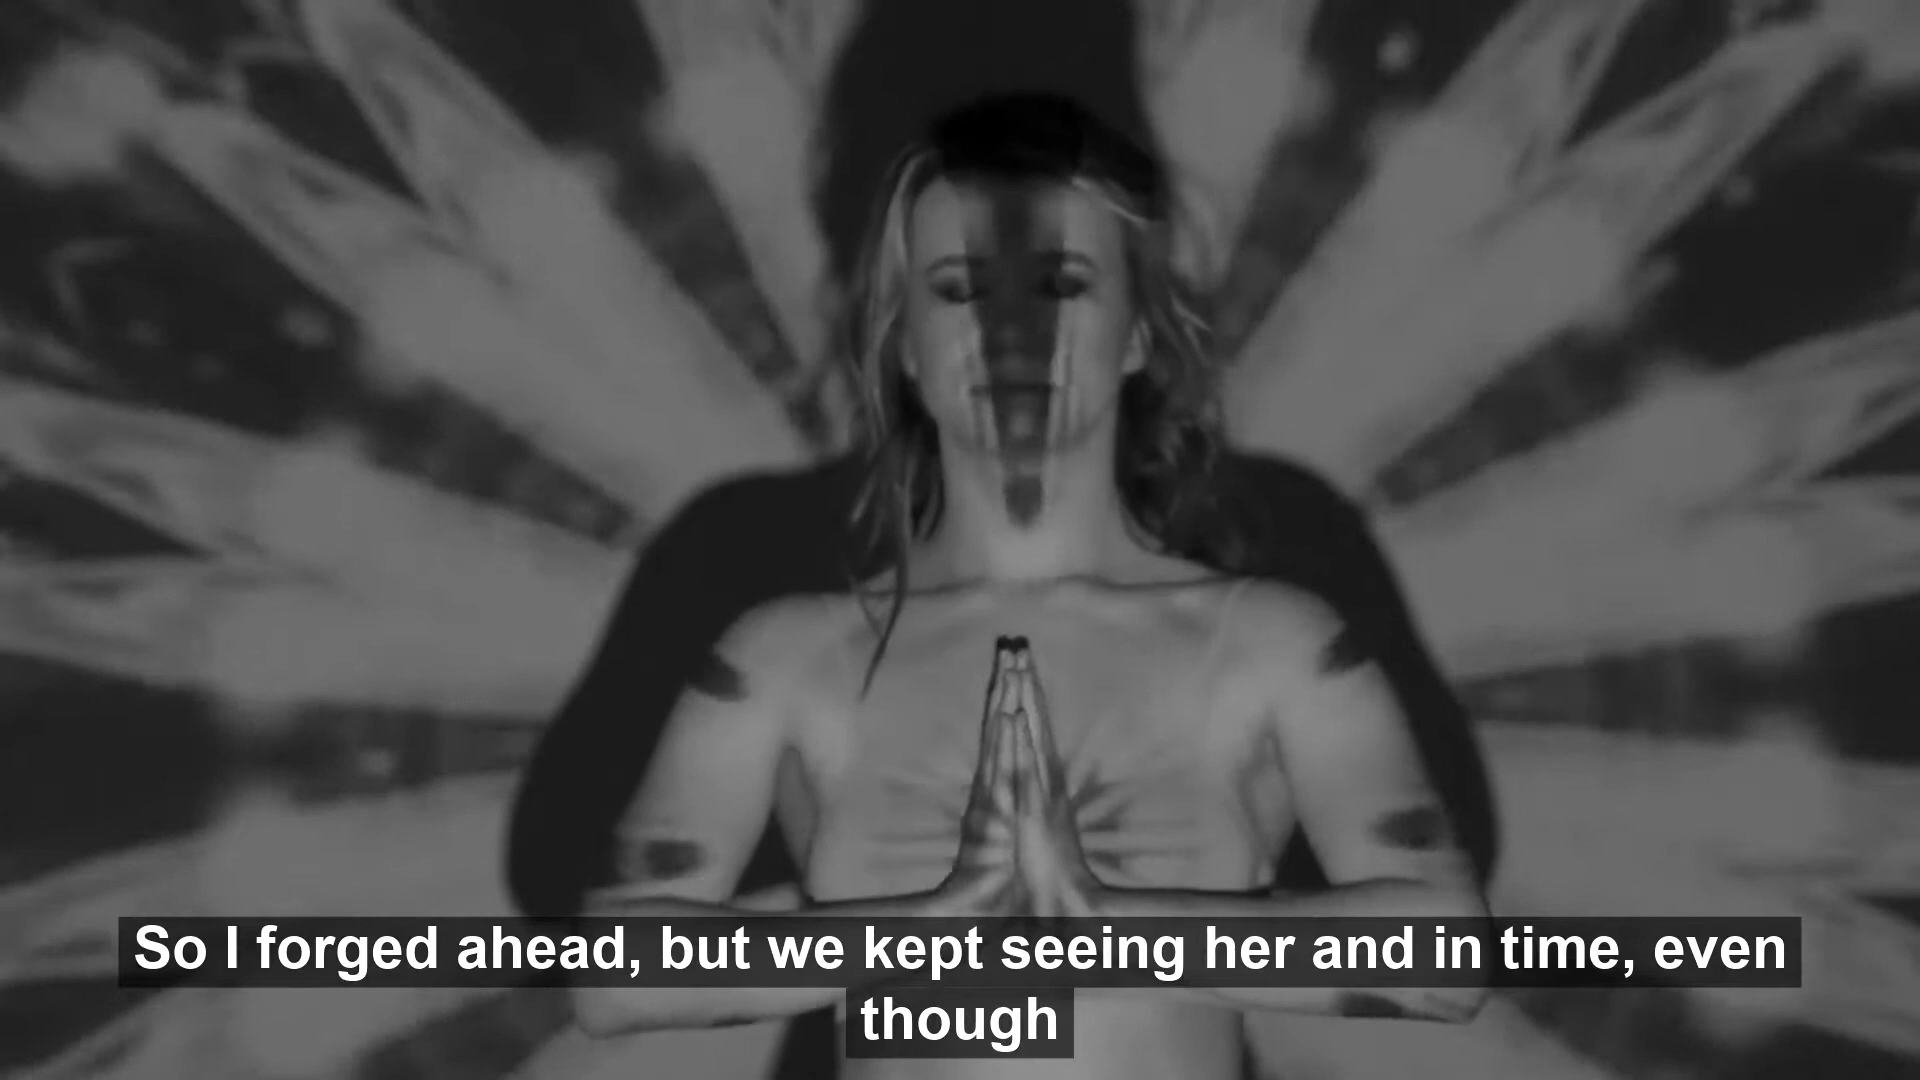 So I forged ahead, but we kept seeing her and in time, even
though